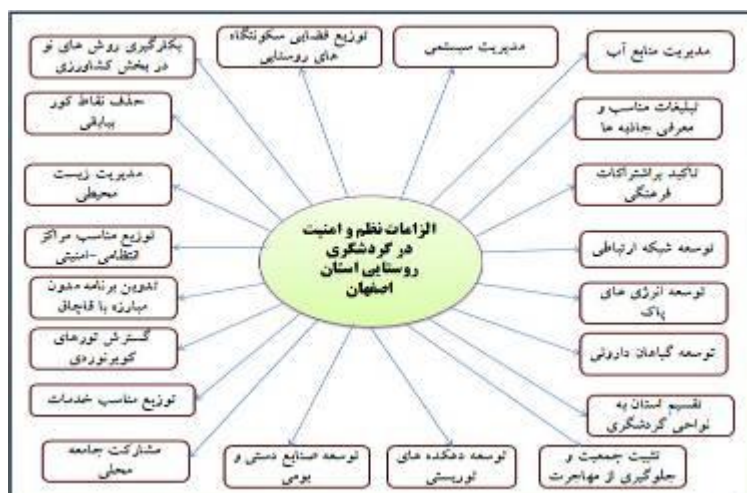 مدیریت منابع آب
مدیریت سیستمی
توزیع فضایی سکونتگاه
های روستایی
بکارگیری روش های نو
در بخش کشاورزی
تبلیغات مناسب و
معرفی جاذبه ها
حذف نقاط کور
بیابانی
تاکید براشتراکات
فرهنگی
مدیریت زیست
محیطی
الزامات نظم و امنیت
در گردشگری
روستایی استان
اصفهان
توسعه شبکه ارتباطی
توزیع مناسب مراکز
انتظامی-امنیتی
توسعه انرژی های
پاک
تدوین برنامه مدون
مبارزه با قاچاق
توسعه گیاهان داروئی
گسترش تورهای
کویرنوردی
تقسیم استان به
نواحی گردشگری
توزیع مناسب خدمات
تثبیت جمعیت و
جلوگیری از مهاجرت
توسعه دهکده های
توریستی
توسعه صنایع دستی و
بومی
مشارکت جامعه
محلی